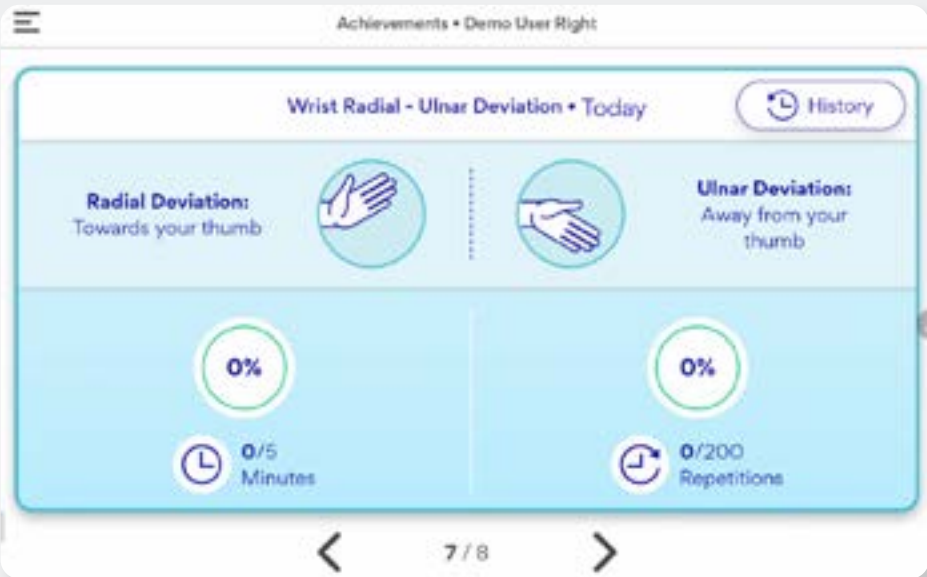 Achievements • Demo User Right
Wrist Radial - Ulnar Deviation • Today
History
Radial Deviation:
Towards your thumb
Ulnar Deviation:
Away from your
thumb
0%
0/5
Minutes
0%
0/200
Repetitions
7 / 8